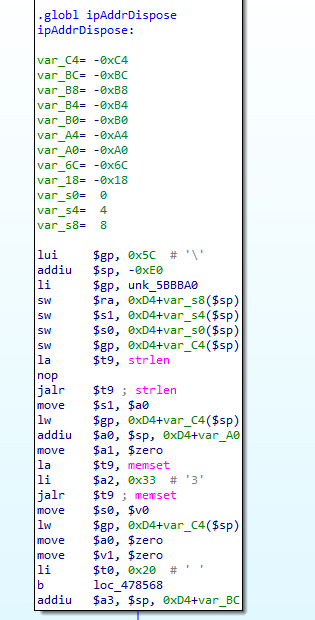 .globl ipAddrDispose
ipAddrDispose:
var_C4= -0xC4
var_BC= -0xBC
var_B8= -0xB8
var_B4= -0xB4
var_B0= -0xB0
var_A4= -0xA4
var_A0= -0xA0
var_6C= -0x6C
var_18= -0x18
var_s0= 0
var_s4= 4
var_s8= 8
lui $gp, 0x5C # '\'
addiu $sp, -0xE0
li $gp, unk_5BBBA0
sw $ra, 0xD4+var_s8($sp)
sw $s1, 0xD4+var_s4($sp)
sw $s0, 0xD4+var_s0($sp)
sw $gp, 0xD4+var_C4($sp)
la $t9, strlen
nop
jalr $t9 ; strlen
move $s1, $a0
lw $gp, 0xD4+var_C4($sp)
addiu $a0, $sp, 0xD4+var_A0
move $a1, $zero
la $t9, memset
li $a2, 0x33 # '3'
jalr $t9 ; memset
move $s0, $v0
lw $gp, 0xD4+var_C4($sp)
move $a0, $zero
move $v1, $zero
li $t0, 0x20 # ' '
b loc_478568
addiu $a3, $sp, 0xD4+var_BC